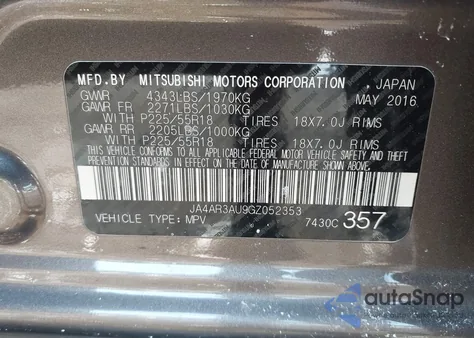 MFD.BY MITSUBISHI MOTORS CORPORATION , JAPAN
GVWR 4343LBS/1970KG MAY 2016
GAWR FR 2271LBS/1030KG
WITH P225/55R18 TIRES 18X7.0J RIMS
GAWR RR 2205LBS/1000KG
WITH P225/55R18 TIRES 18X7.0J RIMS
THIS VEHICLE CONFORMS TO ALL APPLICABLE FEDERAL MOTOR VEHICLE
SAFETY AND THEFT PREVENTION STANDARDS IN EFFECT ON THE DATE OF
MANUFACTURE SHOWN ABOVE.
JA4AR3AU9GZ052353
VEHICLE TYPE: MPV 7430C 357
autoSnap